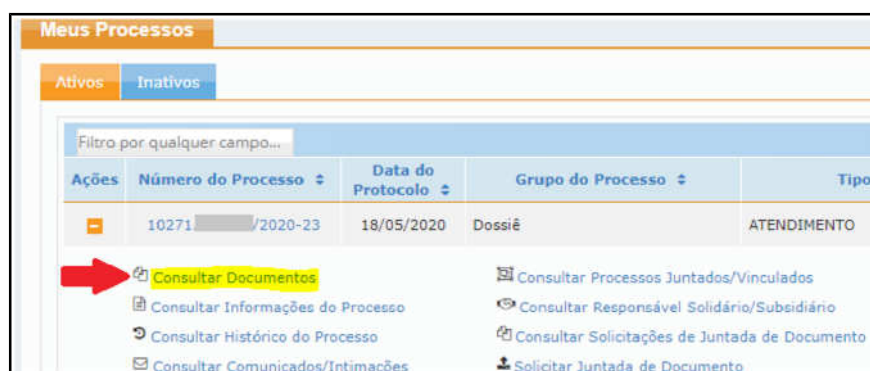 Meus Processos
Ativos Inativos
Filtro por qualquer campo...
Ações Número do Processo Data do Protocolo Grupo do Processo Tipo
10271. /2020-23 18/05/2020 Dossiê ATENDIMENTO
Consultar Documentos Consultar Processos Juntados/Vinculados
Consultar Informações do Processo Consultar Responsável Solidário/Subsidiário
Consultar Histórico do Processo Consultar Solicitações de Juntada de Documento
Consultar Comunicados/Intimações Solicitar Juntada de Documento